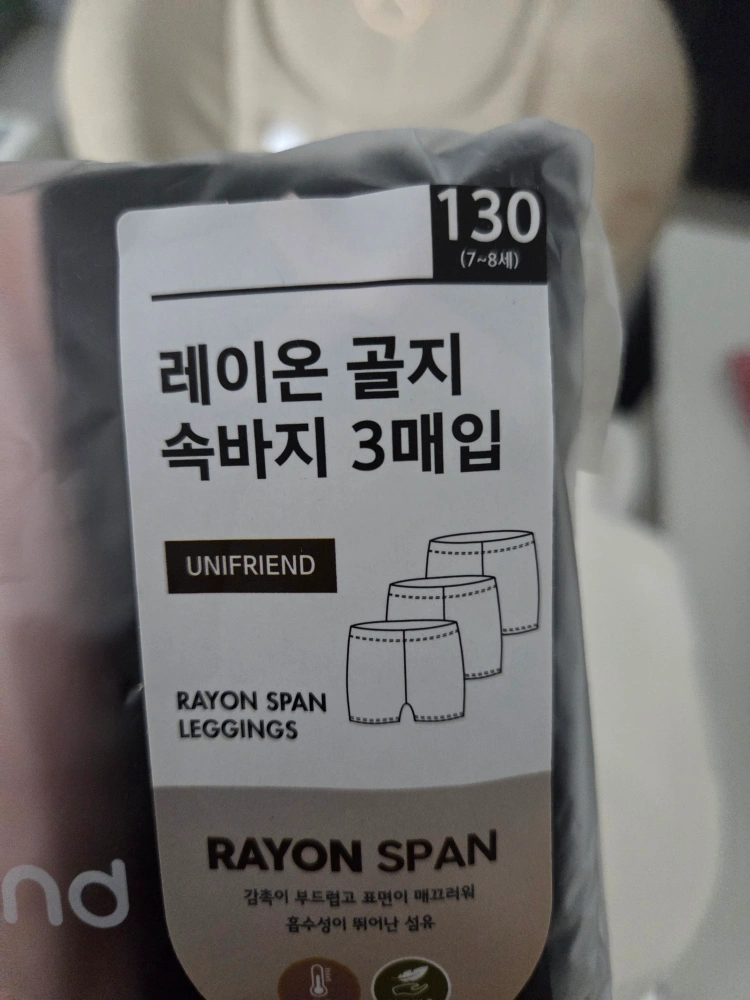 130
(7~8세)
레이온 골지
속바지 3매입
UNIFRIEND
RAYON SPAN
LEGGINGS
RAYON SPAN
감촉이 부드럽고 표면이 매끄러워
흡수성이 뛰어난 섬유
nd